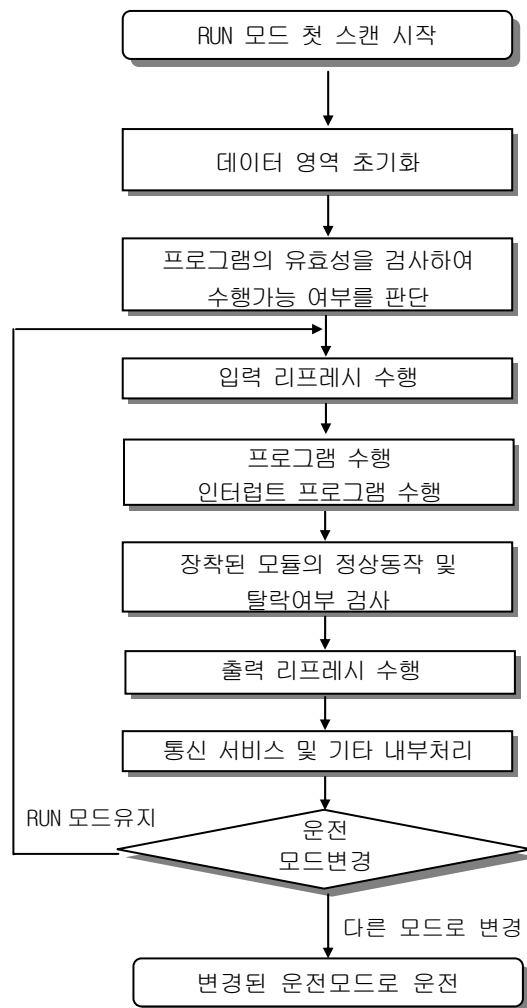 RUN 모드 첫 스캔 시작
데이터 영역 초기화
프로그램의 유효성을 검사하여
수행가능 여부를 판단
입력 리프레시 수행
프로그램 수행
인터럽트 프로그램 수행
장착된 모듈의 정상동작 및
탈락여부 검사
출력 리프레시 수행
통신 서비스 및 기타 내부처리
RUN 모드유지
운전
모드변경
다른 모드로 변경
변경된 운전모드로 운전